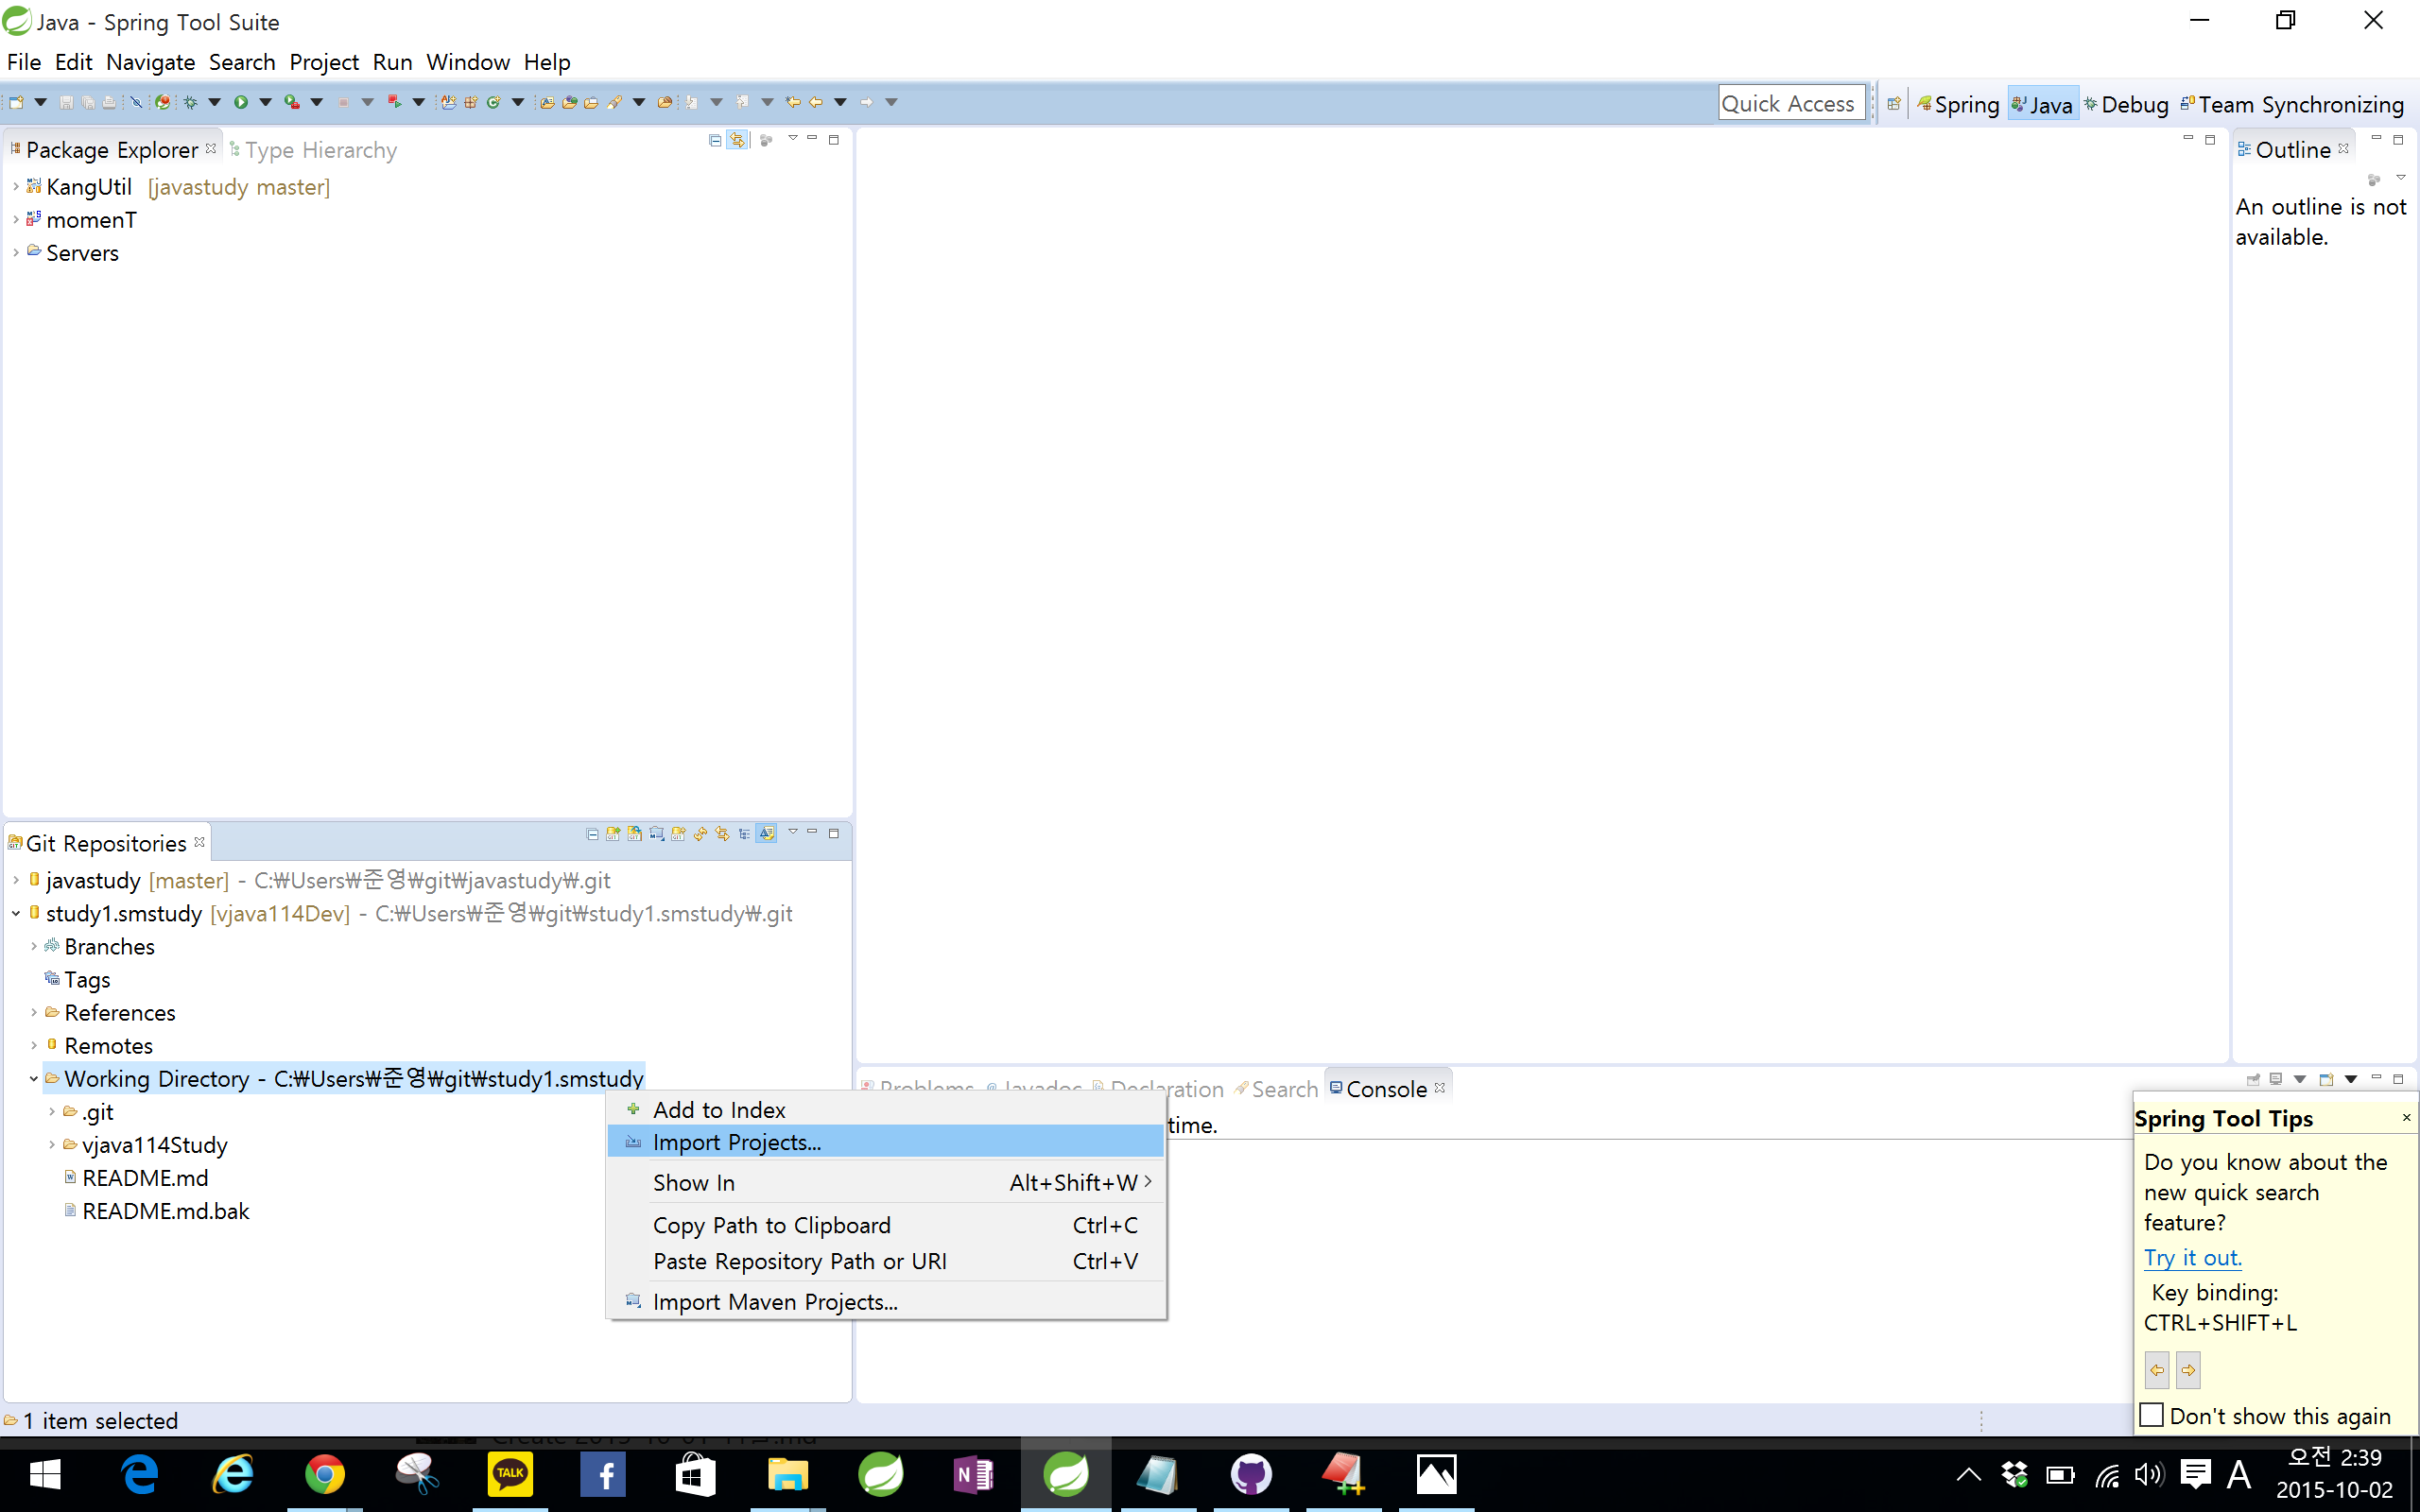 Java - Spring Tool Suite
File Edit Navigate Search Project Run Window Help
Quick Access
Spring Java Debug Team Synchronizing
Package Explorer Type Hierarchy
KangUtil [javastudy master]
momenT
Servers
Outline
An outline is not
available.
Git Repositories
javastudy [master] - C:₩Users₩준영₩git₩javastudy₩.git
study1.smstudy [vjava114Dev] - C:₩Users₩준영₩git₩study1.smstudy₩.git
Branches
Tags
References
Remotes
Working Directory - C:₩Users₩준영₩git₩study1.smstudy
.git
vjava114Study
README.md
README.md.bak
Add to Index
Import Projects...
Show In Alt+Shift+W
Copy Path to Clipboard Ctrl+C
Paste Repository Path or URI Ctrl+V
Import Maven Projects...
Problems Javadoc Declaration Search Console
time.
Spring Tool Tips
Do you know about the
new quick search
feature?
Try it out.
Key binding:
CTRL+SHIFT+L
Don't show this again
1 item selected
TALK
A
오전 2:39
2015-10-02